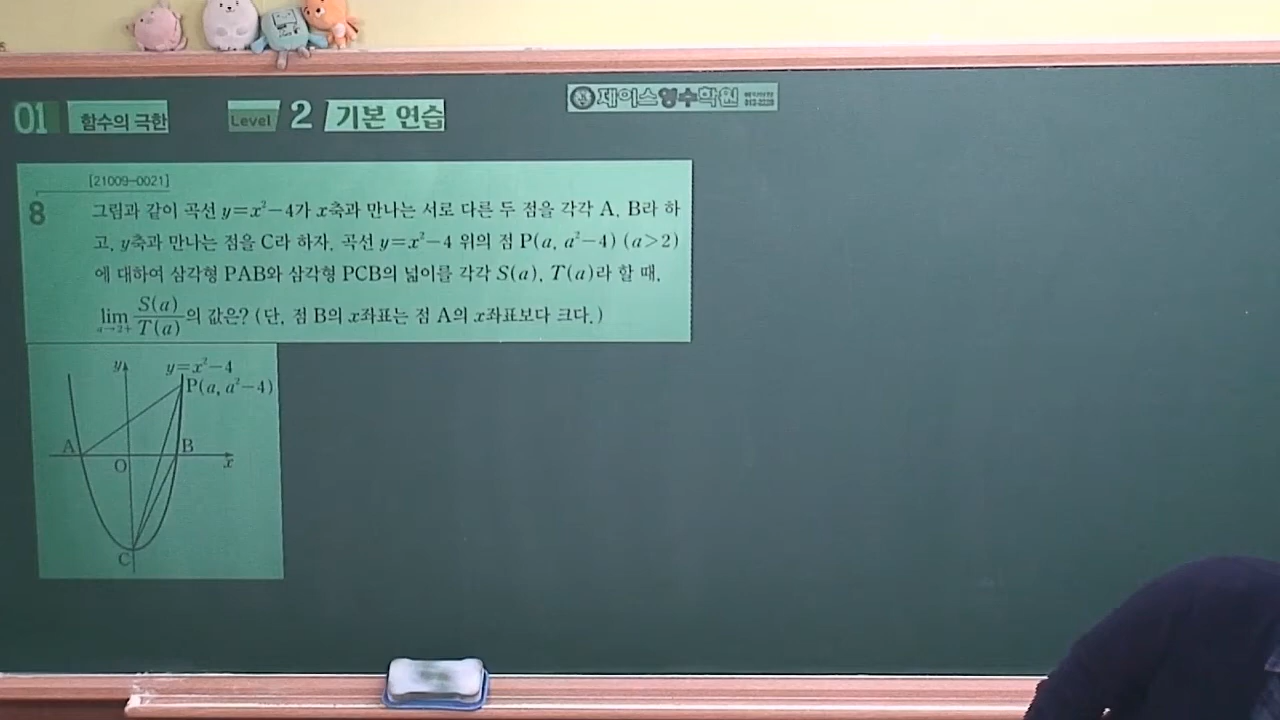 01 함수의 극한 Level 2 기본 연습
제이스영수학원
[21009-0021]
8 그림과 같이 곡선 y=x²-4가 x축과 만나는 서로 다른 두 점을 각각 A, B라 하
고, y축과 만나는 점을 C라 하자. 곡선 y=x²-4 위의 점 P(a, a²-4) (a>2)
에 대하여 삼각형 PAB와 삼각형 PCB의 넓이를 각각 S(a), T(a)라 할 때,
lim a→2+ S(a)/T(a)의 값은? (단, 점 B의 x좌표는 점 A의 x좌표보다 크다.)
y y=x²-4
P(a, a²-4)
A B
O x
C